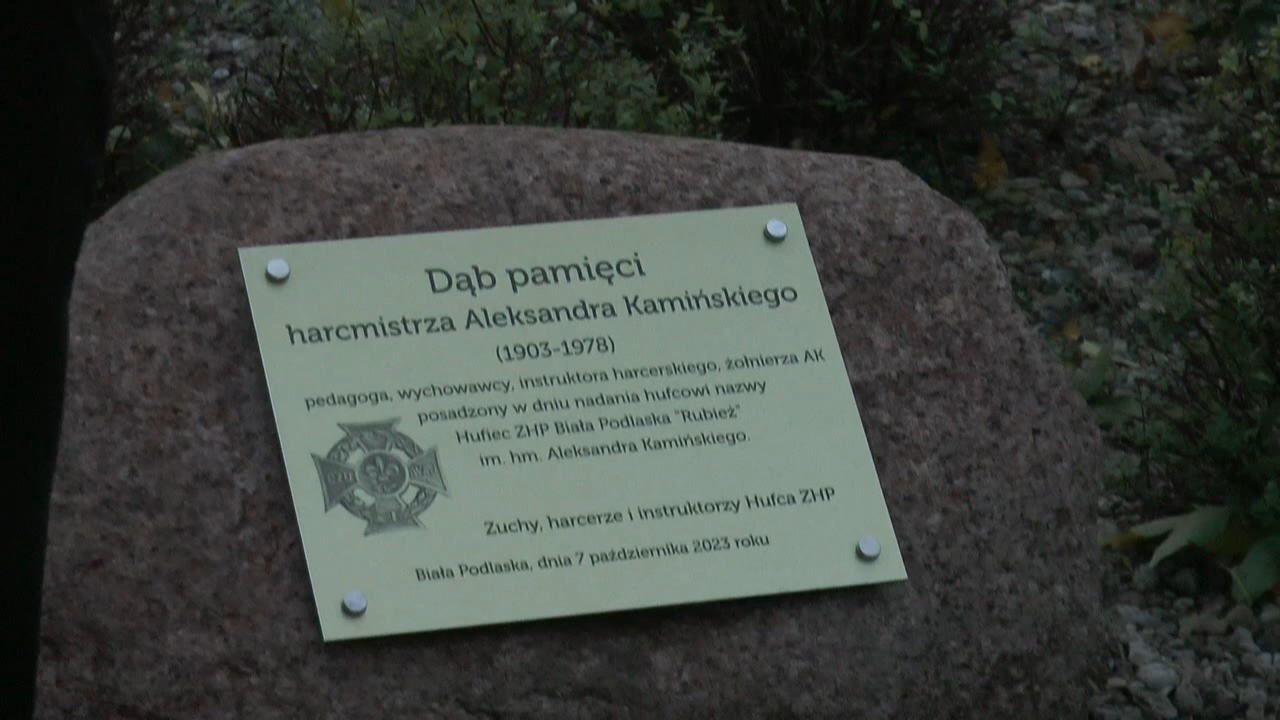 Dąb pamięci
harcmistrza Aleksandra Kamińskiego
(1903-1978)
pedagoga, wychowawcy, instruktora harcerskiego, żołnierza AK
posadzony w dniu nadania hufcowi nazwy
Hufiec ZHP Biała Podlaska "Rubież"
im. hm. Aleksandra Kamińskiego.
Zuchy, harcerze i instruktorzy Hufca ZHP
Biała Podlaska, dnia 7 października 2023 roku